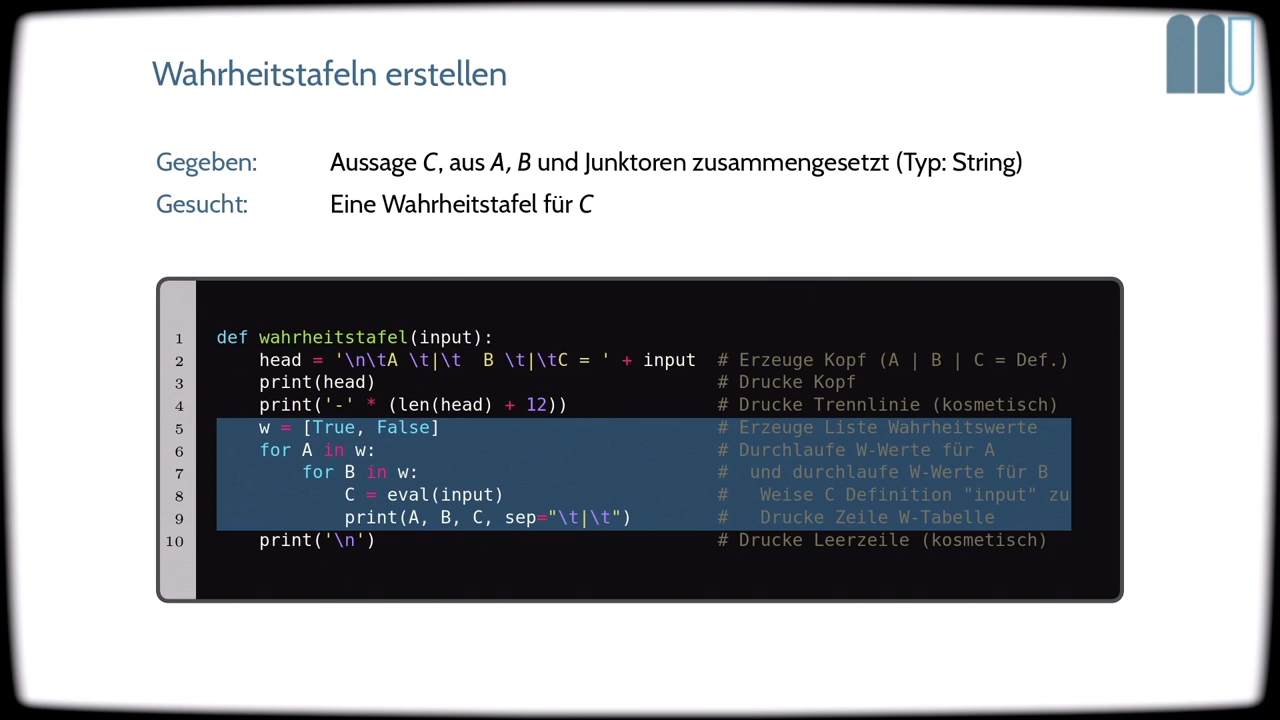 Wahrheitstafeln erstellen
Gegeben: Aussage C, aus A, B und Junktoren zusammengesetzt (Typ: String)
Gesucht: Eine Wahrheitstafel für C
1 def wahrheitstafel(input):
2     head = '\n\tA \t|\t  B \t|\tC = ' + input  # Erzeuge Kopf (A | B | C = Def.)
3     print(head)                                # Drucke Kopf
4     print('-' * (len(head) + 12))              # Drucke Trennlinie (kosmetisch)
5     w = [True, False]                          # Erzeuge Liste Wahrheitswerte
6     for A in w:                                # Durchlaufe W-Werte für A
7         for B in w:                            #  und durchlaufe W-Werte für B
8             C = eval(input)                    #   Weise C Definition "input" zu
9             print(A, B, C, sep="\t|\t")        #   Drucke Zeile W-Tabelle
10     print('\n')                                # Drucke Leerzeile (kosmetisch)